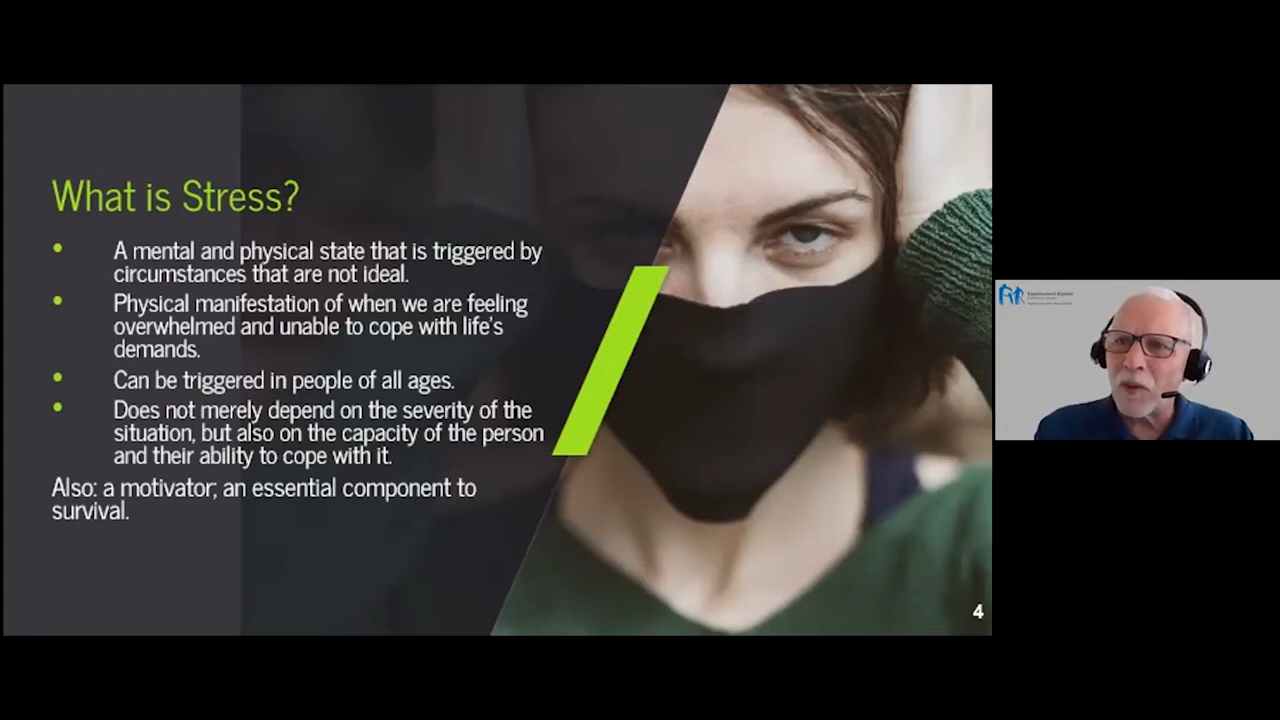 What is Stress?
• A mental and physical state that is triggered by
circumstances that are not ideal.
• Physical manifestation of when we are feeling
overwhelmed and unable to cope with life's
demands.
• Can be triggered in people of all ages.
• Does not merely depend on the severity of the
situation, but also on the capacity of the person
and their ability to cope with it.
Also: a motivator; an essential component to
survival.
4